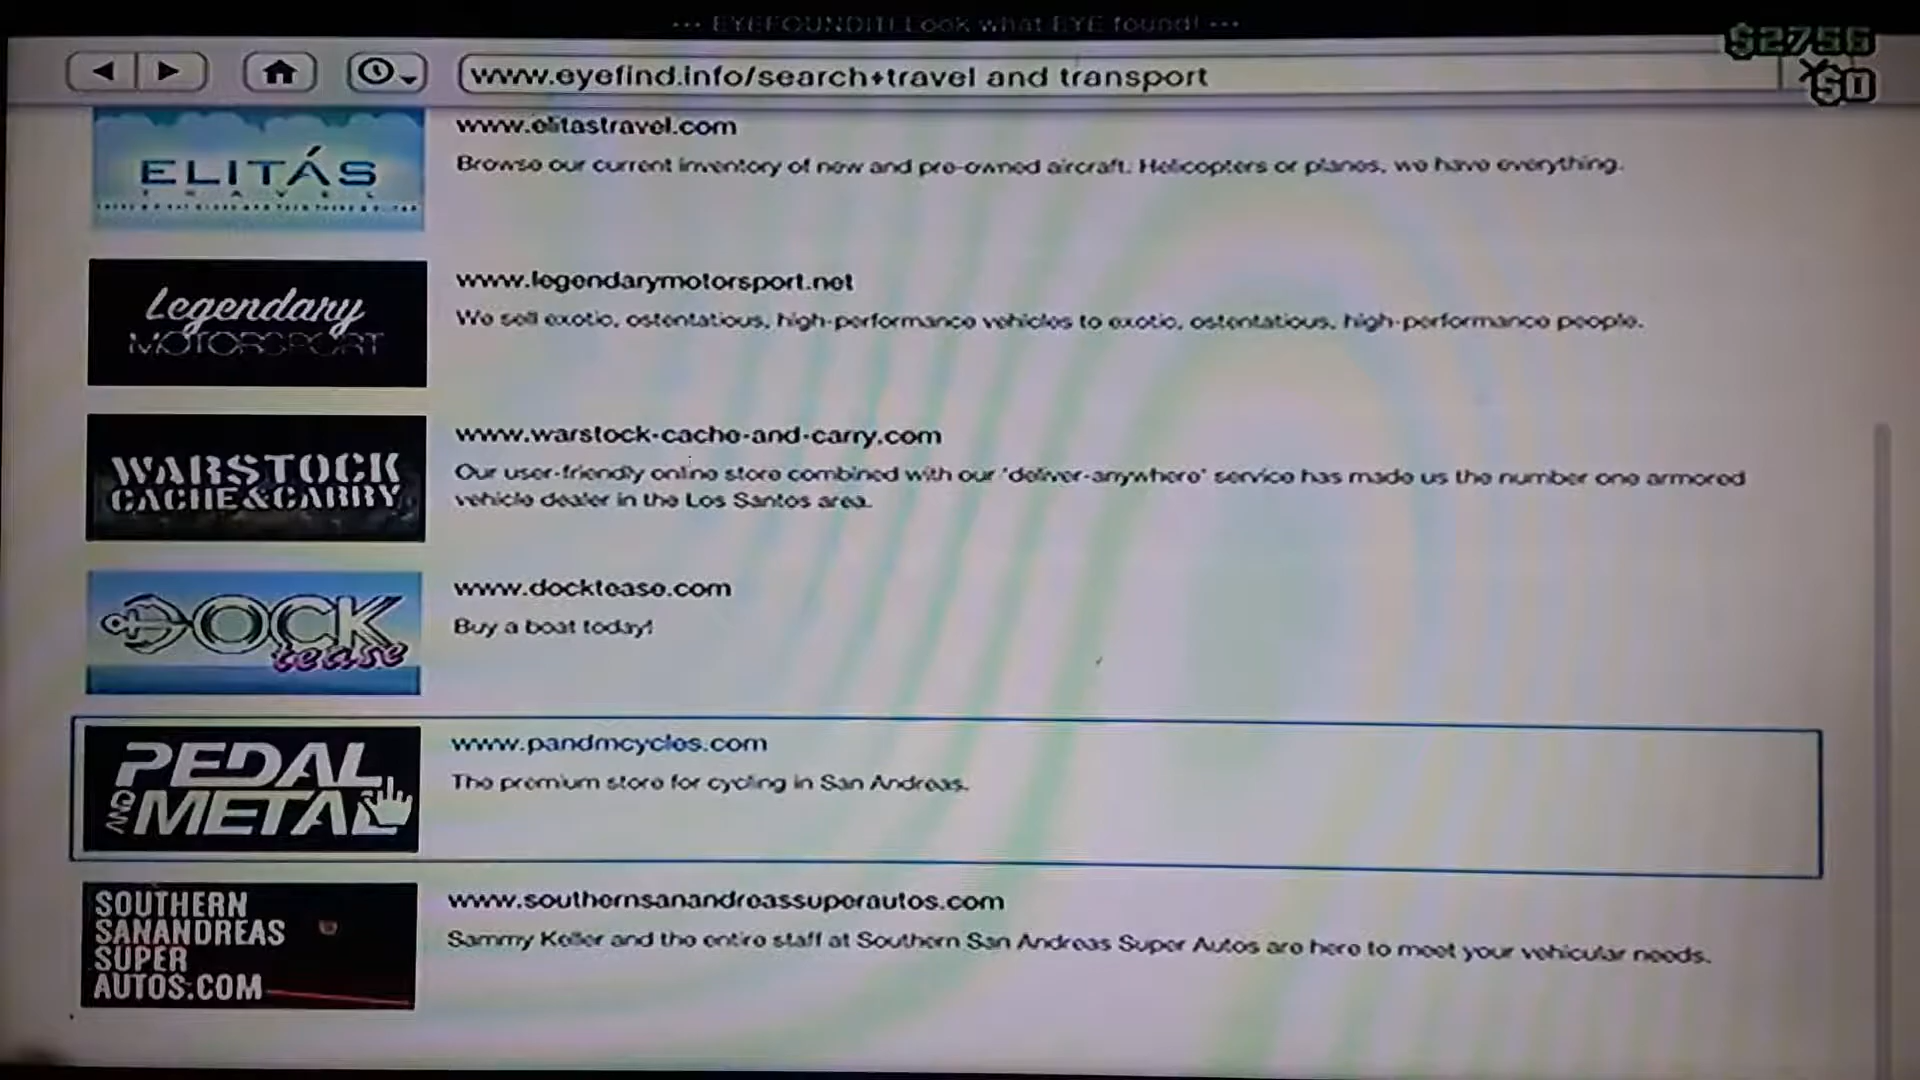 --- EYEFOUNDIT! Look what EYE found! ---
$2756
$0
www.eyefind.info/search+travel and transport
ELITÁS
TRAVEL
www.elitastravel.com
Browse our current inventory of new and pre-owned aircraft. Helicopters or planes, we have everything.
Legendary
MOTORSPORT
www.legendarymotorsport.net
We sell exotic, ostentatious, high-performance vehicles to exotic, ostentatious, high-performance people.
WARSTOCK
CACHE&CARRY
www.warstock-cache-and-carry.com
Our user-friendly online store combined with our 'deliver-anywhere' service has made us the number one armored
vehicle dealer in the Los Santos area.
DOCK
tease
www.docktease.com
Buy a boat today!
PEDAL
AND METAL
www.pandmcycles.com
The premium store for cycling in San Andreas.
SOUTHERN
SANANDREAS
SUPER
AUTOS.COM
www.southernsanandreassuperautos.com
Sammy Keller and the entire staff at Southern San Andreas Super Autos are here to meet your vehicular needs.